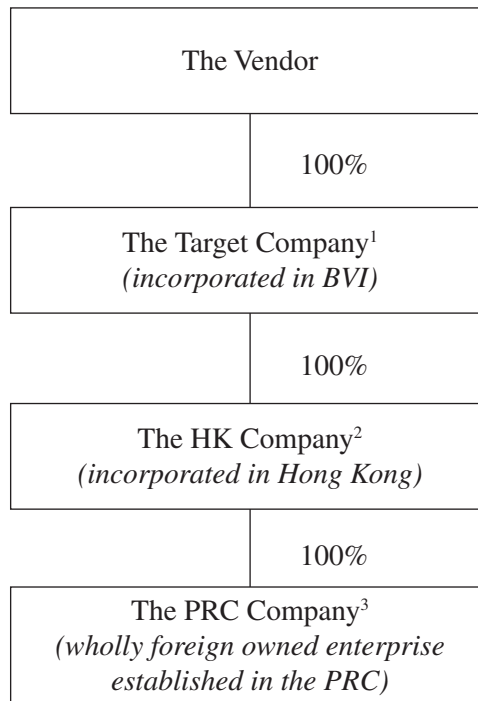 The Vendor
100%
The Target Company¹
(incorporated in BVI)
100%
The HK Company²
(incorporated in Hong Kong)
100%
The PRC Company³
(wholly foreign owned enterprise
established in the PRC)